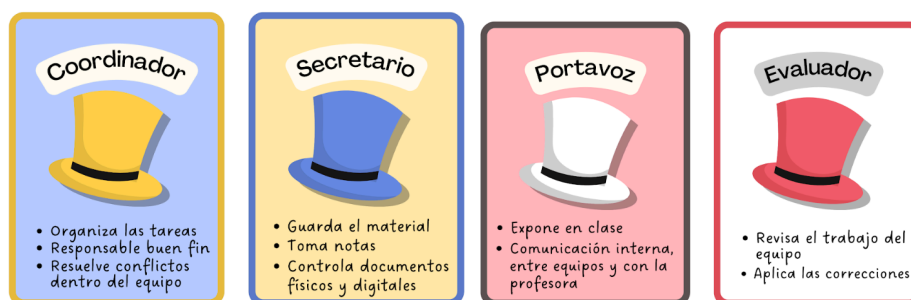 Coordinador
• Organiza las tareas
• Responsable buen fin
• Resuelve conflictos
dentro del equipo
Secretario
• Guarda el material
• Toma notas
• Controla documentos
físicos y digitales
Portavoz
• Expone en clase
• Comunicación interna,
entre equipos y con la
profesora
Evaluador
• Revisa el trabajo del
equipo
• Aplica las correcciones